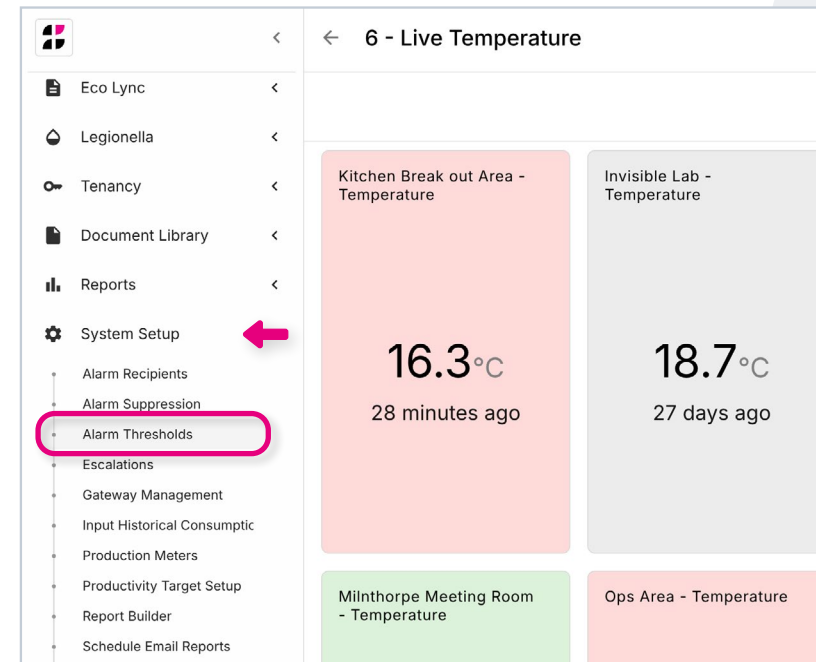 6 - Live Temperature
Eco Lync
Legionella
Tenancy
Document Library
Reports
System Setup
Alarm Recipients
Alarm Suppression
Alarm Thresholds
Escalations
Gateway Management
Input Historical Consumptic
Production Meters
Productivity Target Setup
Report Builder
Schedule Email Reports
Kitchen Break out Area -
Temperature
16.3°C
28 minutes ago
Invisible Lab -
Temperature
18.7°C
27 days ago
Milnthorpe Meeting Room
- Temperature
Ops Area - Temperature